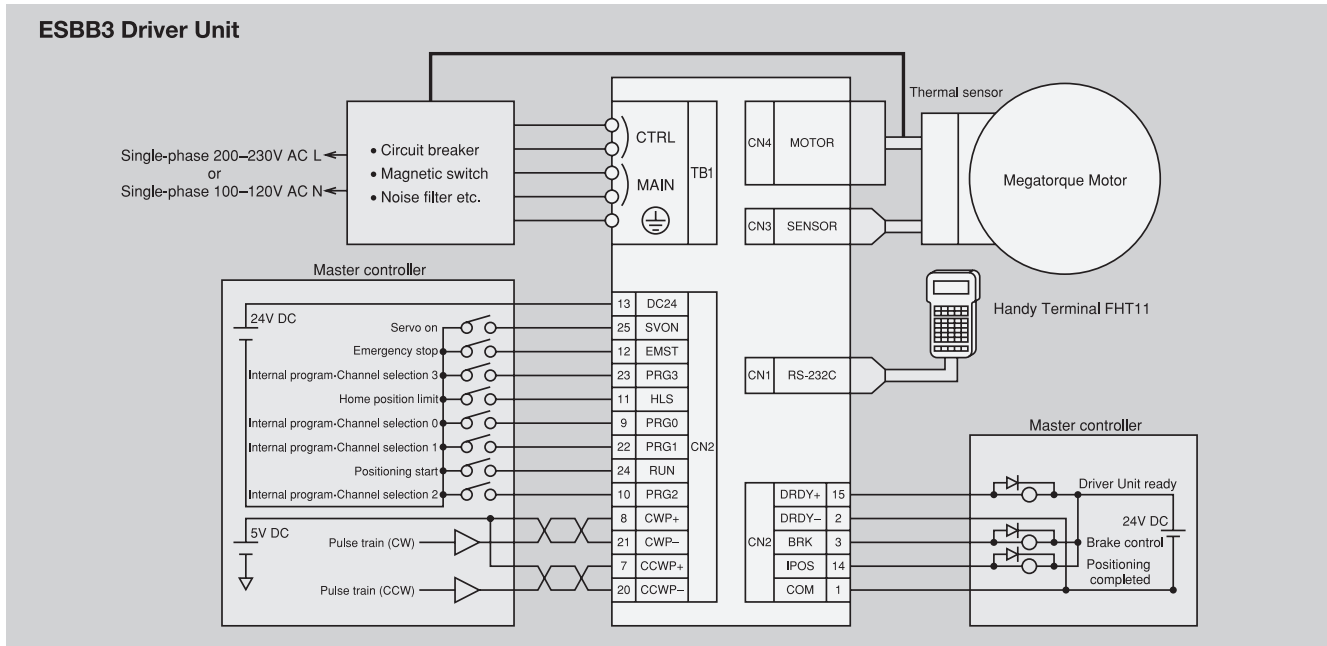 ESBB3 Driver Unit
Single-phase 200–230V AC L
or
Single-phase 100–120V AC N
• Circuit breaker
• Magnetic switch
• Noise filter etc.
CTRL
MAIN
TB1
CN4 MOTOR
CN3 SENSOR
Thermal sensor
Megatorque Motor
Handy Terminal FHT11
CN1 RS-232C
Master controller
24V DC
Servo on
Emergency stop
Internal program·Channel selection 3
Home position limit
Internal program·Channel selection 0
Internal program·Channel selection 1
Positioning start
Internal program·Channel selection 2
5V DC
Pulse train (CW)
Pulse train (CCW)
13 DC24
25 SVON
12 EMST
23 PRG3
11 HLS
9 PRG0
22 PRG1
24 RUN
10 PRG2
8 CWP+
21 CWP–
7 CCWP+
20 CCWP–
CN2
CN2
DRDY+ 15
DRDY– 2
BRK 3
IPOS 14
COM 1
Master controller
Driver Unit ready
24V DC
Brake control
Positioning
completed